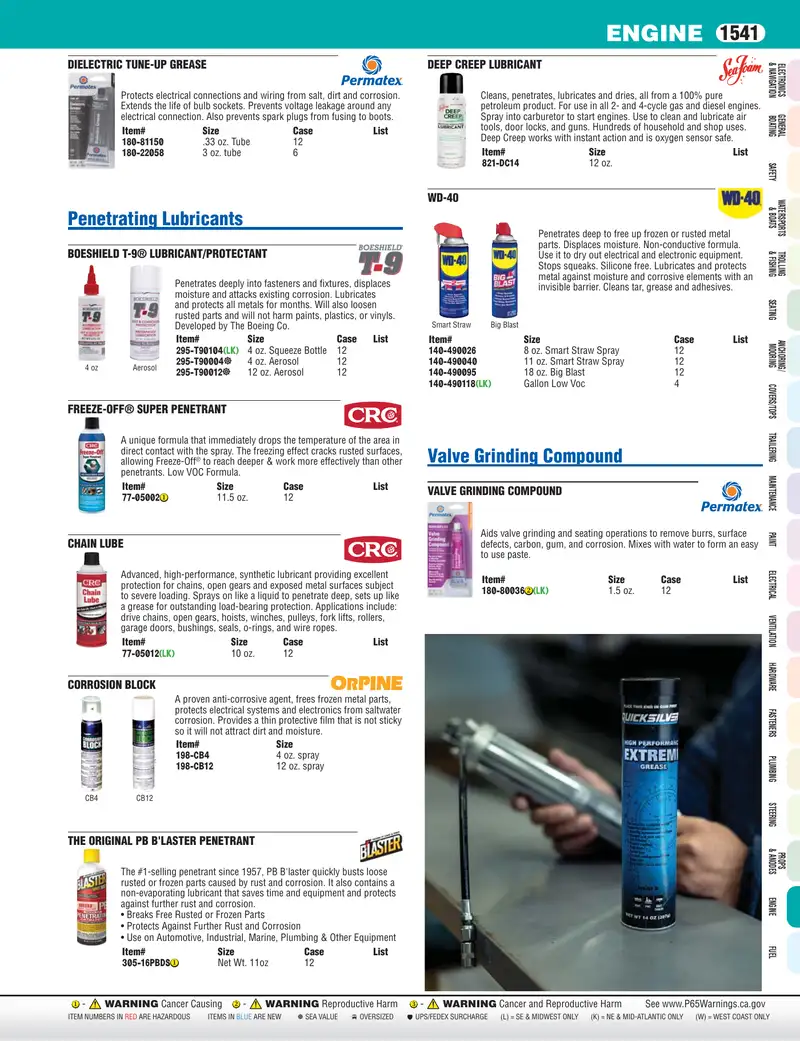 ENGINE 1541
DIELECTRIC TUNE-UP GREASE
Permatex
Protects electrical connections and wiring from salt, dirt and corrosion.
Extends the life of bulb sockets. Prevents voltage leakage around any
electrical connection. Also prevents spark plugs from fusing to boots.
Item# Size Case List
180-81150 .33 oz. Tube 12
180-22058 3 oz. tube 6
Penetrating Lubricants
BOESHIELD T-9® LUBRICANT/PROTECTANT
BOESHIELD
T-9
Penetrates deeply into fasteners and fixtures, displaces
moisture and attacks existing corrosion. Lubricates
and protects all metals for months. Will also loosen
rusted parts and will not harm paints, plastics, or vinyls.
Developed by The Boeing Co.
Item# Size Case List
295-T90104(LK) 4 oz. Squeeze Bottle 12
295-T90004 4 oz. Aerosol 12
295-T90012 12 oz. Aerosol 12
4 oz Aerosol
FREEZE-OFF® SUPER PENETRANT
CRC
A unique formula that immediately drops the temperature of the area in
direct contact with the spray. The freezing effect cracks rusted surfaces,
allowing Freeze-Off® to reach deeper & work more effectively than other
penetrants. Low VOC Formula.
Item# Size Case List
77-05002 1 11.5 oz. 12
CHAIN LUBE
CRC
Advanced, high-performance, synthetic lubricant providing excellent
protection for chains, open gears and exposed metal surfaces subject
to severe loading. Sprays on like a liquid to penetrate deep, sets up like
a grease for outstanding load-bearing protection. Applications include:
drive chains, open gears, hoists, winches, pulleys, fork lifts, rollers,
garage doors, bushings, seals, o-rings, and wire ropes.
Item# Size Case List
77-05012(LK) 10 oz. 12
CORROSION BLOCK
ORPINE
A proven anti-corrosive agent, frees frozen metal parts,
protects electrical systems and electronics from saltwater
corrosion. Provides a thin protective film that is not sticky
so it will not attract dirt and moisture.
Item# Size
198-CB4 4 oz. spray
198-CB12 12 oz. spray
CB4 CB12
THE ORIGINAL PB B'LASTER PENETRANT
BLASTER
The #1-selling penetrant since 1957, PB B'laster quickly busts loose
rusted or frozen parts caused by rust and corrosion. It also contains a
non-evaporating lubricant that saves time and equipment and protects
against further rust and corrosion.
• Breaks Free Rusted or Frozen Parts
• Protects Against Further Rust and Corrosion
• Use on Automotive, Industrial, Marine, Plumbing & Other Equipment
Item# Size Case List
305-16PBDS 1 Net Wt. 11oz 12
DEEP CREEP LUBRICANT
Sea Foam
Cleans, penetrates, lubricates and dries, all from a 100% pure
petroleum product. For use in all 2- and 4-cycle gas and diesel engines.
Spray into carburetor to start engines. Use to clean and lubricate air
tools, door locks, and guns. Hundreds of household and shop uses.
Deep Creep works with instant action and is oxygen sensor safe.
Item# Size List
821-DC14 12 oz.
WD-40
WD-40
Penetrates deep to free up frozen or rusted metal
parts. Displaces moisture. Non-conductive formula.
Use it to dry out electrical and electronic equipment.
Stops squeaks. Silicone free. Lubricates and protects
metal against moisture and corrosive elements with an
invisible barrier. Cleans tar, grease and adhesives.
Smart Straw Big Blast
Item# Size Case List
140-490026 8 oz. Smart Straw Spray 12
140-490040 11 oz. Smart Straw Spray 12
140-490095 18 oz. Big Blast 12
140-490118(LK) Gallon Low Voc 4
Valve Grinding Compound
VALVE GRINDING COMPOUND
Permatex
Aids valve grinding and seating operations to remove burrs, surface
defects, carbon, gum, and corrosion. Mixes with water to form an easy
to use paste.
Item# Size Case List
180-80036 2 (LK) 1.5 oz. 12
QUICKSILVER
HIGH PERFORMANCE
EXTREME
GREASE
NET WT 14 OZ (397g)
ELECTRONICS
& NAVIGATION
GENERAL
BOATING
SAFETY
WATERSPORTS
& BOATS
TROLLING
& FISHING
SEATING
ANCHORING/
MOORING
COVERS/TOPS
TRAILERING
MAINTENANCE
PAINT
ELECTRICAL
VENTILATION
HARDWARE
FASTENERS
PLUMBING
STEERING
PROPS
& ANODES
ENGINE
FUEL
1 - WARNING Cancer Causing 2 - WARNING Reproductive Harm 3 - WARNING Cancer and Reproductive Harm See www.P65Warnings.ca.gov
ITEM NUMBERS IN RED ARE HAZARDOUS ITEMS IN BLUE ARE NEW SEA VALUE OVERSIZED UPS/FEDEX SURCHARGE (L) = SE & MIDWEST ONLY (K) = NE & MID-ATLANTIC ONLY (W) = WEST COAST ONLY